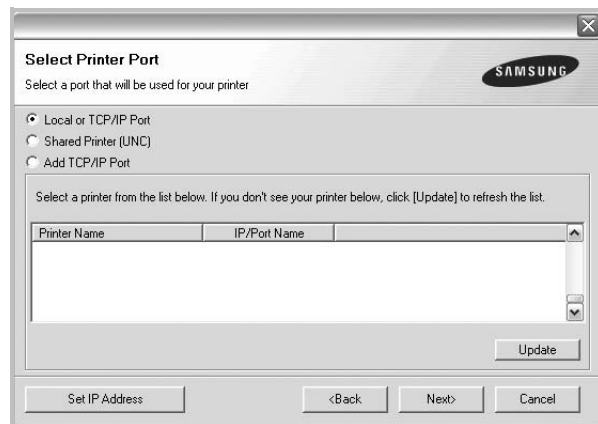 Select Printer Port
Select a port that will be used for your printer
SAMSUNG
Local or TCP/IP Port
Shared Printer (UNC)
Add TCP/IP Port
Select a printer from the list below. If you don't see your printer below, click [Update] to refresh the list.
Printer Name IP/Port Name
Update
Set IP Address <Back Next> Cancel